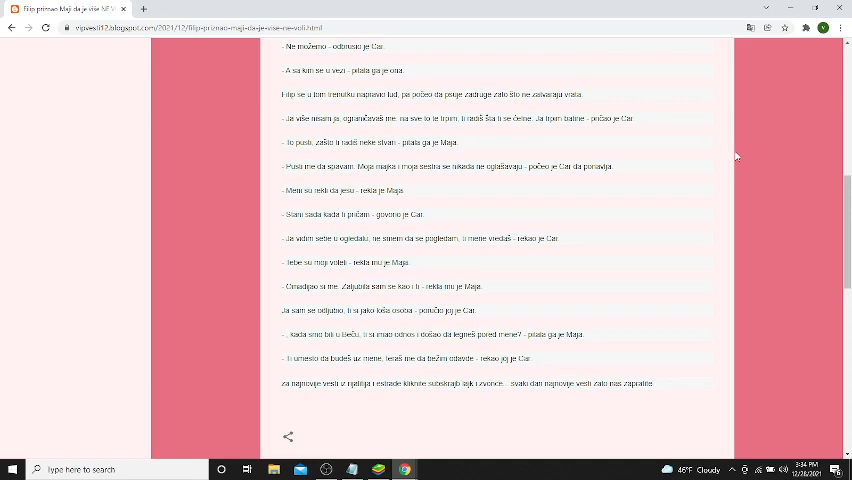 Filip priznao Maji da je više NE V
vipvesti12.blogspot.com/2021/12/filip-priznao-maji-da-je-vise-ne-voli.html
V
- Ne možemo - odbrusio je Car.
- A sa kim se u vezi - pitala ga je ona.
Filip se u tom trenutku napravio lud, pa počeo da psuje zadruge zato što ne zatvaraju vrata.
- Ja više nisam ja, ograničavaš me, na sve to te trpim, ti radiš šta ti se ćefne. Ja trpim batine - pričao je Car.
- To pusti, zašto ti radiš neke stvari - pitala ga je Maja.
- Pusti me da spavam. Moja majka i moja sestra se nikada ne oglašavaju - počeo je Car da ponavlja.
- Meni su rekli da jesu - rekla je Maja.
- Stani sada kada ti pričam - govorio je Car.
- Ja vidim sebe u ogledalu, ne smem da se pogledam, ti mene vređaš - rekao je Car.
- Tebe su moji voleli - rekla mu je Maja.
- Omađijao si me. Zaljubila sam se kao i ti - rekla mu je Maja.
Ja sam se odljubio, ti si jako loša osoba - poručio joj je Car.
- , kada smo bili u Beču, ti si imao odnos i došao da legneš pored mene? - pitala ga je Maja.
- Ti umesto da budeš uz mene, teraš me da bežim odavde - rekao joj je Car.
za najnovije vesti iz rijalitija i estrade kliknite subskrajb lajk i zvonce... svaki dan najnovije vesti zato nas zapratite.
Type here to search
46°F Cloudy
3:34 PM
12/28/2021
6